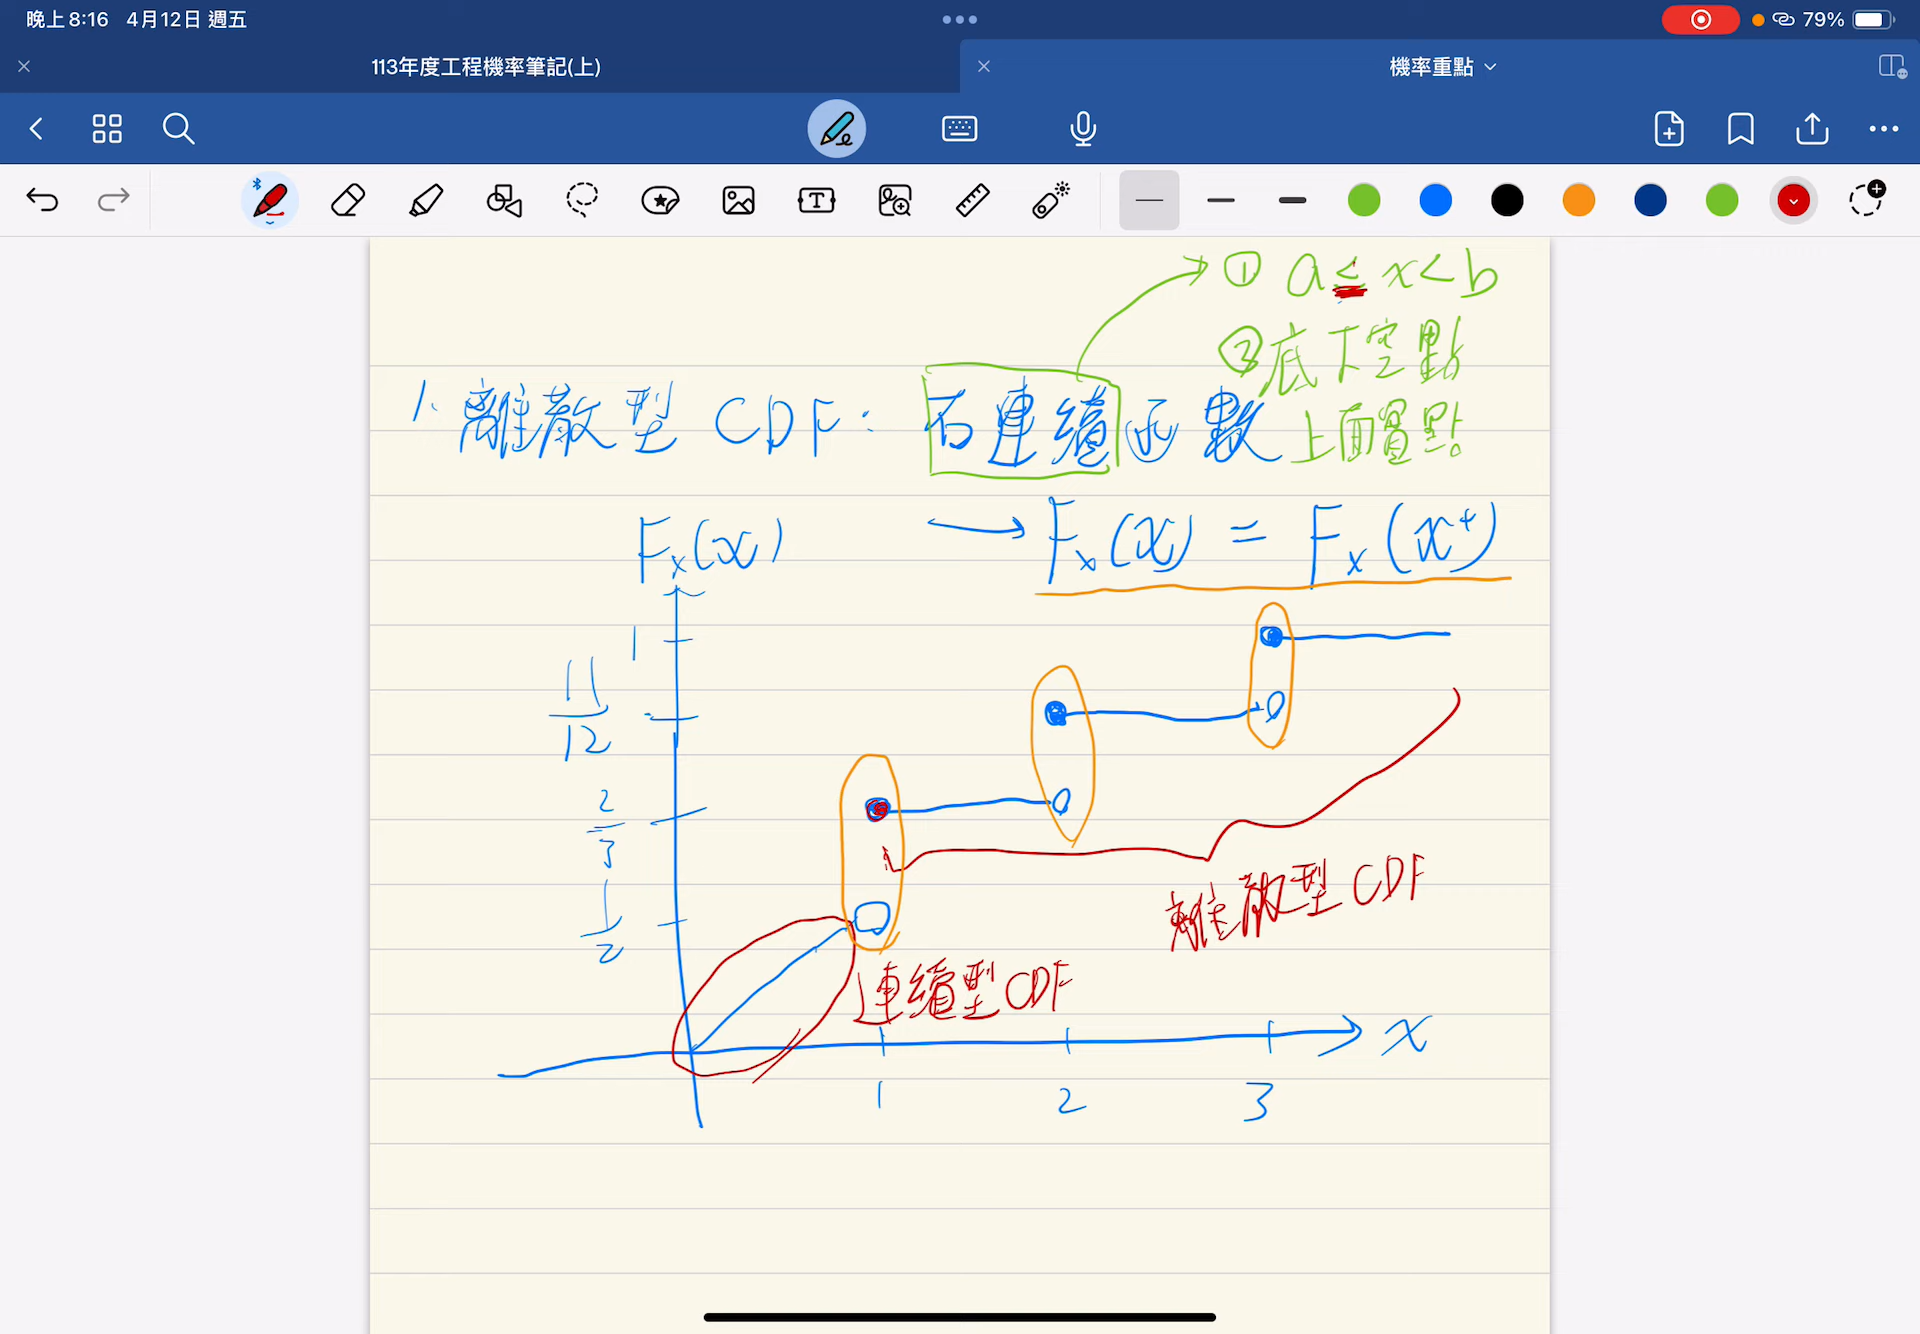 晚上8:16 4月12日 週五
79%
113年度工程機率筆記(上)
機率重點
① a ≤ x < b
② 底下空點
上面實點
1. 離散型 CDF: 右連續函數
Fx(x) → Fx(x) = Fx(x⁺)
1
11/12
2/3
1/2
離散型 CDF
連續型 CDF
x
1 2 3